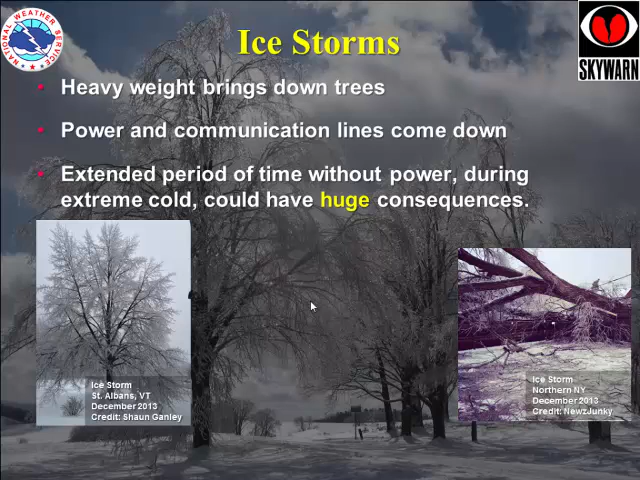 NATIONAL WEATHER SERVICE
Ice Storms
SKYWARN
• Heavy weight brings down trees
• Power and communication lines come down
• Extended period of time without power, during
extreme cold, could have huge consequences.
Ice Storm
St. Albans, VT
December 2013
Credit: Shaun Ganley
Ice Storm
Northern NY
December 2013
Credit: NewzJunky